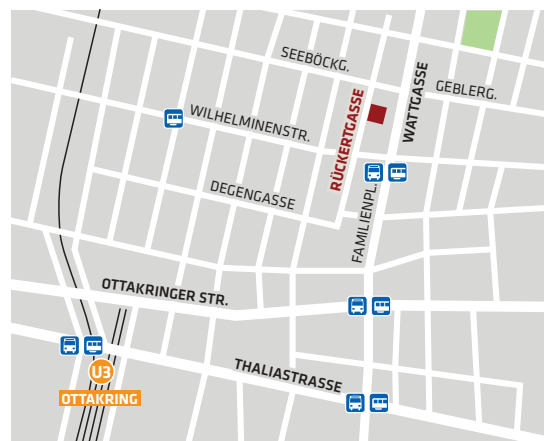 SEEBÖCKG.
WATTGASSE
GEBLERG.
RÜCKERTGASSE
WILHELMINENSTR.
DEGENGASSE
FAMILIENPL.
OTTAKRINGER STR.
THALIASTRASSE
U3
OTTAKRING